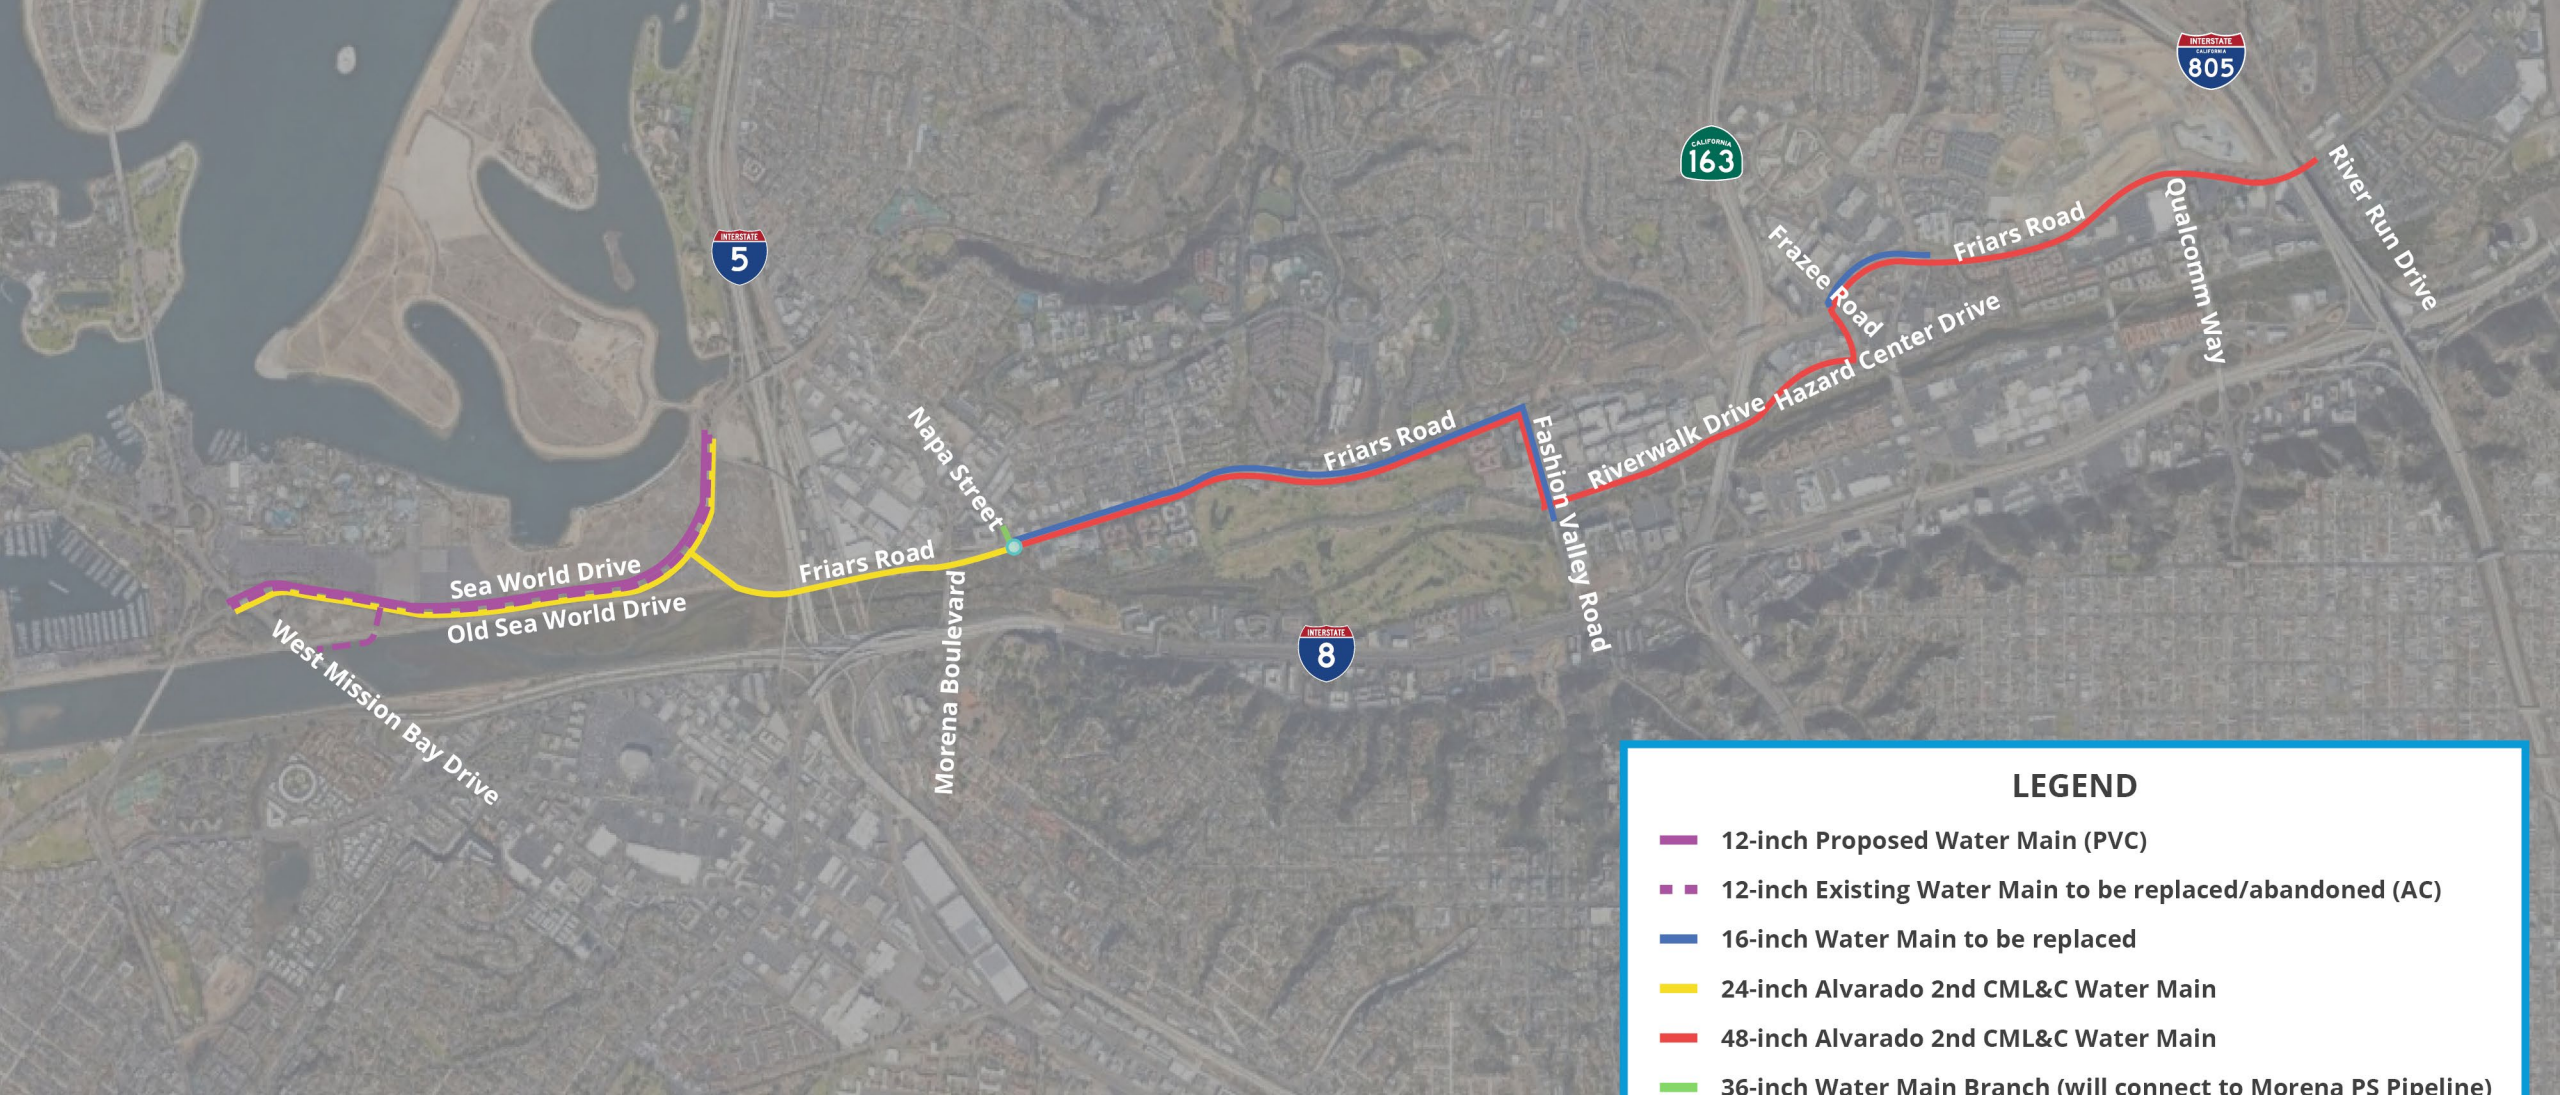 INTERSTATE
CALIFORNIA
805
CALIFORNIA
163
INTERSTATE
5
River Run Drive
Qualcomm Way
Friars Road
Frazee Road
Hazard Center Drive
Riverwalk Drive
Fashion Valley Road
Friars Road
Napa Street
Friars Road
Morena Boulevard
Sea World Drive
Old Sea World Drive
West Mission Bay Drive
INTERSTATE
8
LEGEND
12-inch Proposed Water Main (PVC)
12-inch Existing Water Main to be replaced/abandoned (AC)
16-inch Water Main to be replaced
24-inch Alvarado 2nd CML&C Water Main
48-inch Alvarado 2nd CML&C Water Main
36-inch Water Main Branch (will connect to Morena PS Pipeline)